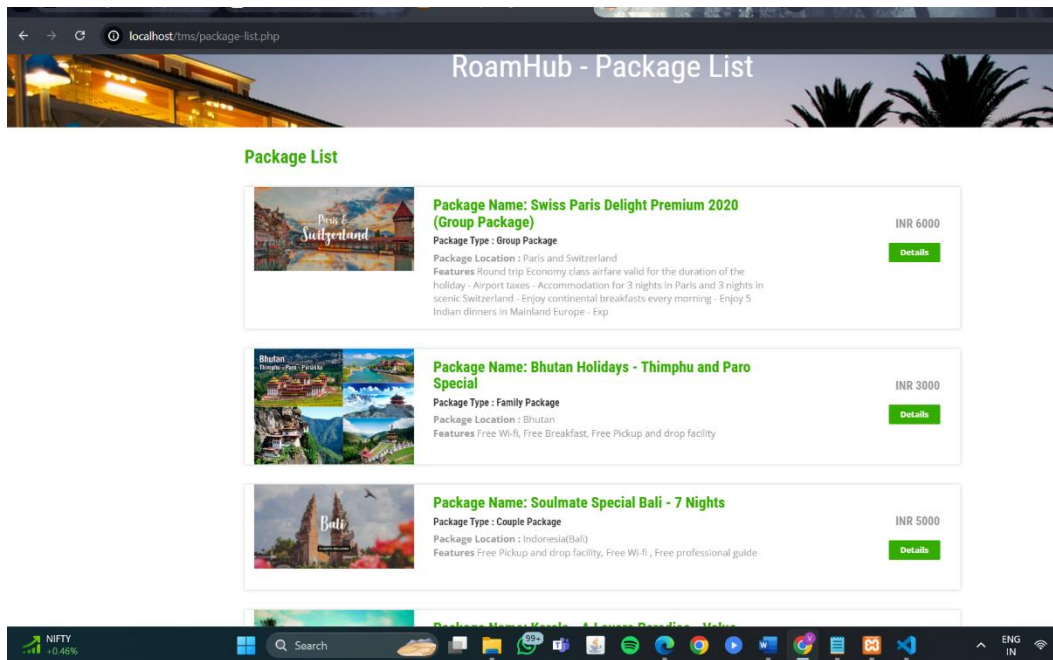 localhost/tms/package-list.php
RoamHub - Package List
Package List
Paris &
Switzerland
Package Name: Swiss Paris Delight Premium 2020
(Group Package)
Package Type : Group Package
Package Location : Paris and Switzerland
Features Round trip Economy class airfare valid for the duration of the
holiday - Airport taxes - Accommodation for 3 nights in Paris and 3 nights in
scenic Switzerland - Enjoy continental breakfasts every morning - Enjoy 5
Indian dinners in Mainland Europe - Exp
INR 6000
Details
Bhutan
Thimphu - Paro - Punakha
Package Name: Bhutan Holidays - Thimphu and Paro
Special
Package Type : Family Package
Package Location : Bhutan
Features Free Wi-fi, Free Breakfast, Free Pickup and drop facility
INR 3000
Details
Bali
Package Name: Soulmate Special Bali - 7 Nights
Package Type : Couple Package
Package Location : Indonesia(Bali)
Features Free Pickup and drop facility, Free Wi-fi , Free professional guide
INR 5000
Details
NIFTY
+0.46%
Search
99+
ENG
IN